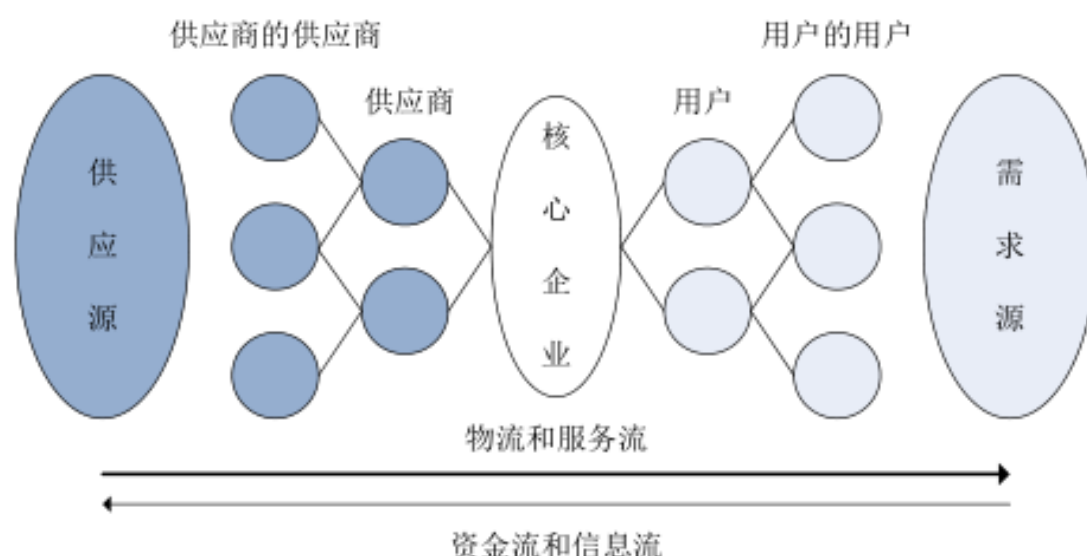 供应商的供应商
用户的用户
供应商
用户
供应源
核心企业
需求源
物流和服务流
资金流和信息流